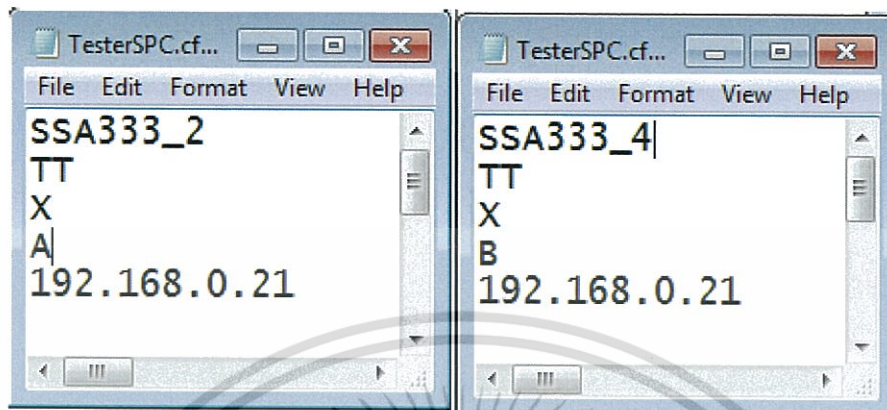 TesterSPC.cf...
File Edit Format View Help
SSA333_2
TT
X
A
192.168.0.21
TesterSPC.cf...
File Edit Format View Help
SSA333_4
TT
X
B
192.168.0.21